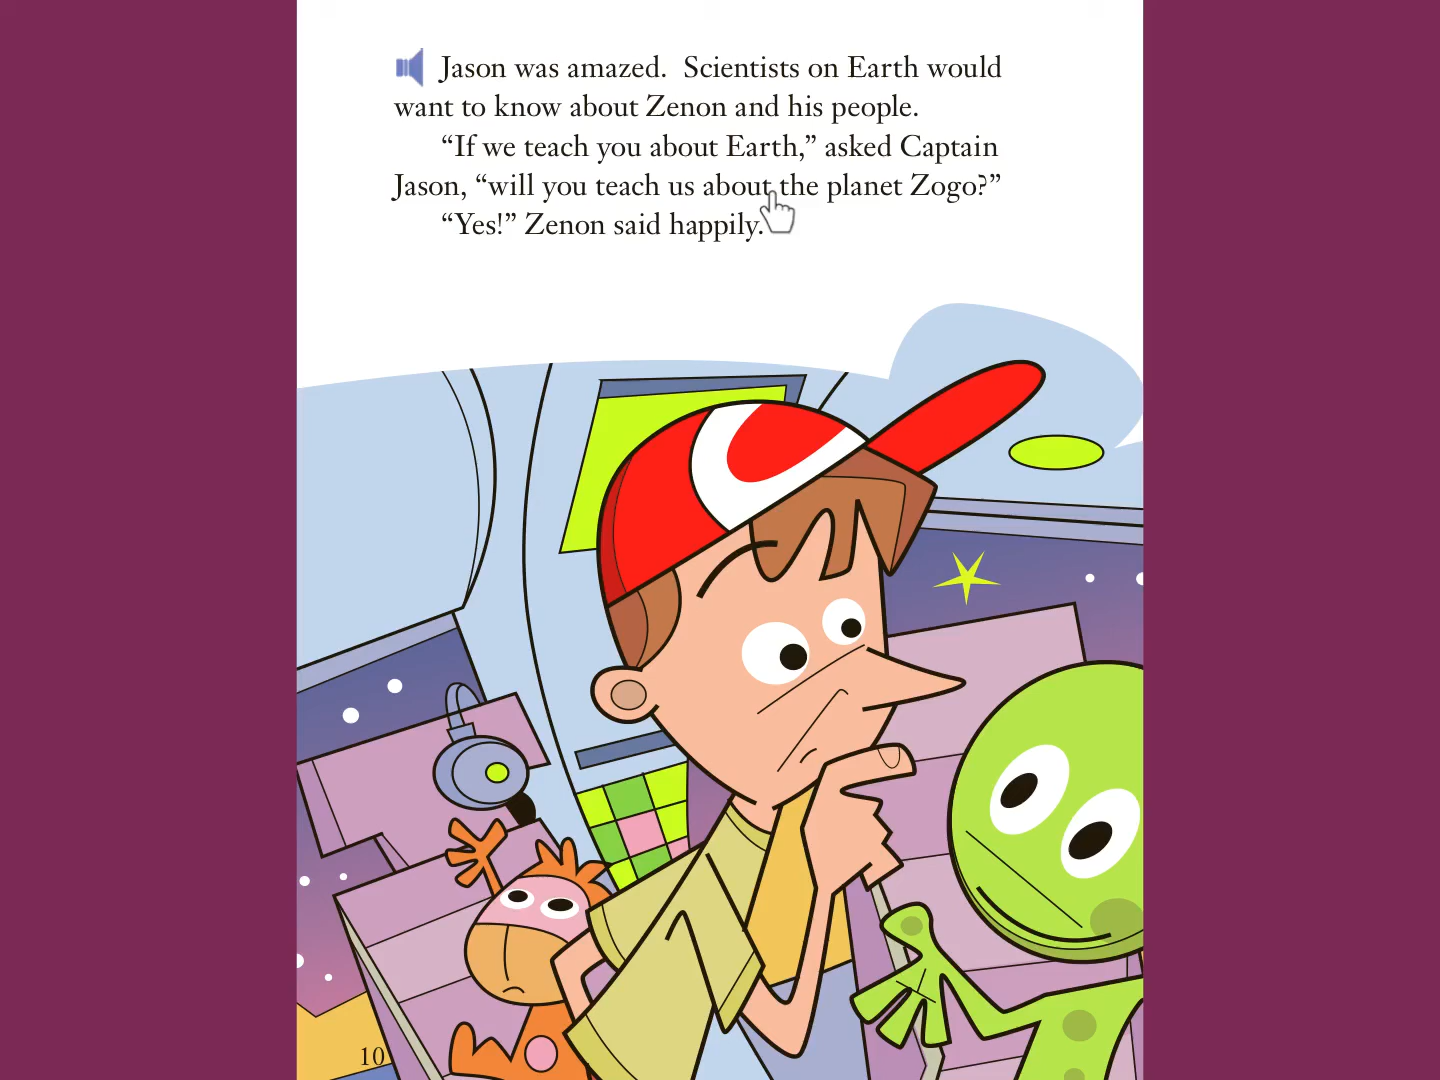 Jason was amazed.  Scientists on Earth would
want to know about Zenon and his people.
“If we teach you about Earth,” asked Captain
Jason, “will you teach us about the planet Zogo?”
“Yes!” Zenon said happily.
10